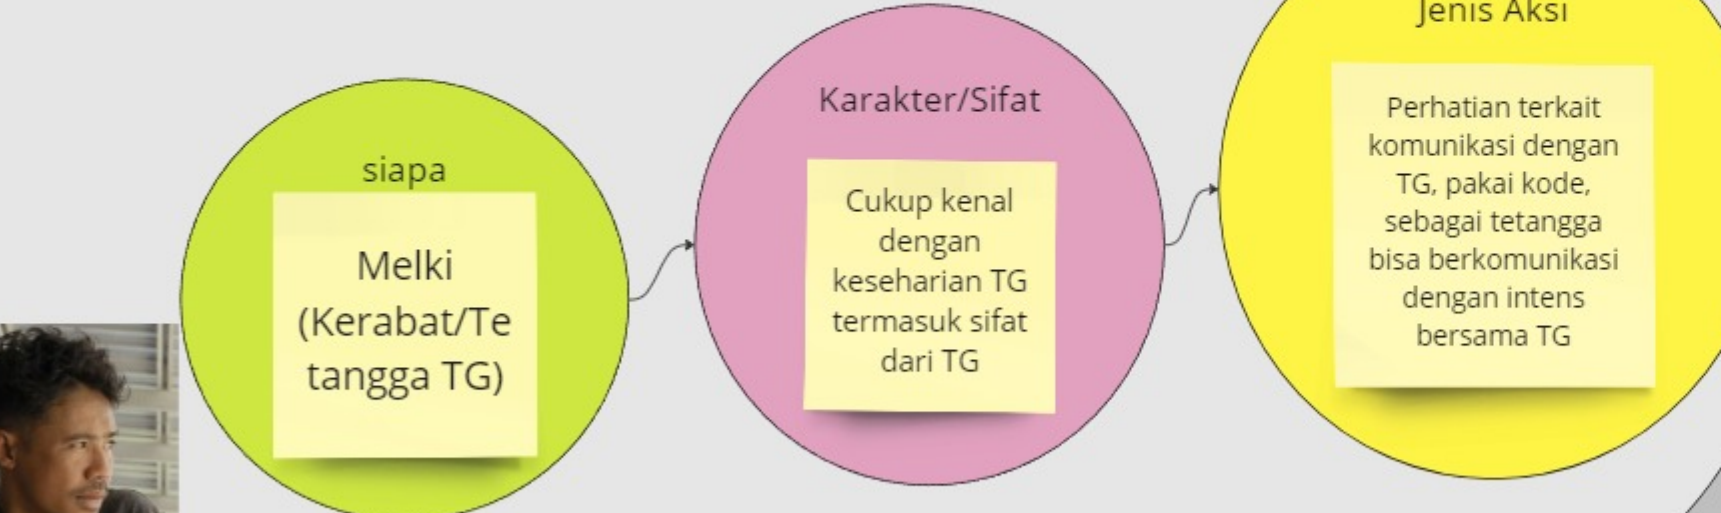 siapa
Melki
(Kerabat/Te
tangga TG)
Karakter/Sifat
Cukup kenal
dengan
keseharian TG
termasuk sifat
dari TG
Jenis Aksi
Perhatian terkait
komunikasi dengan
TG, pakai kode,
sebagai tetangga
bisa berkomunikasi
dengan intens
bersama TG